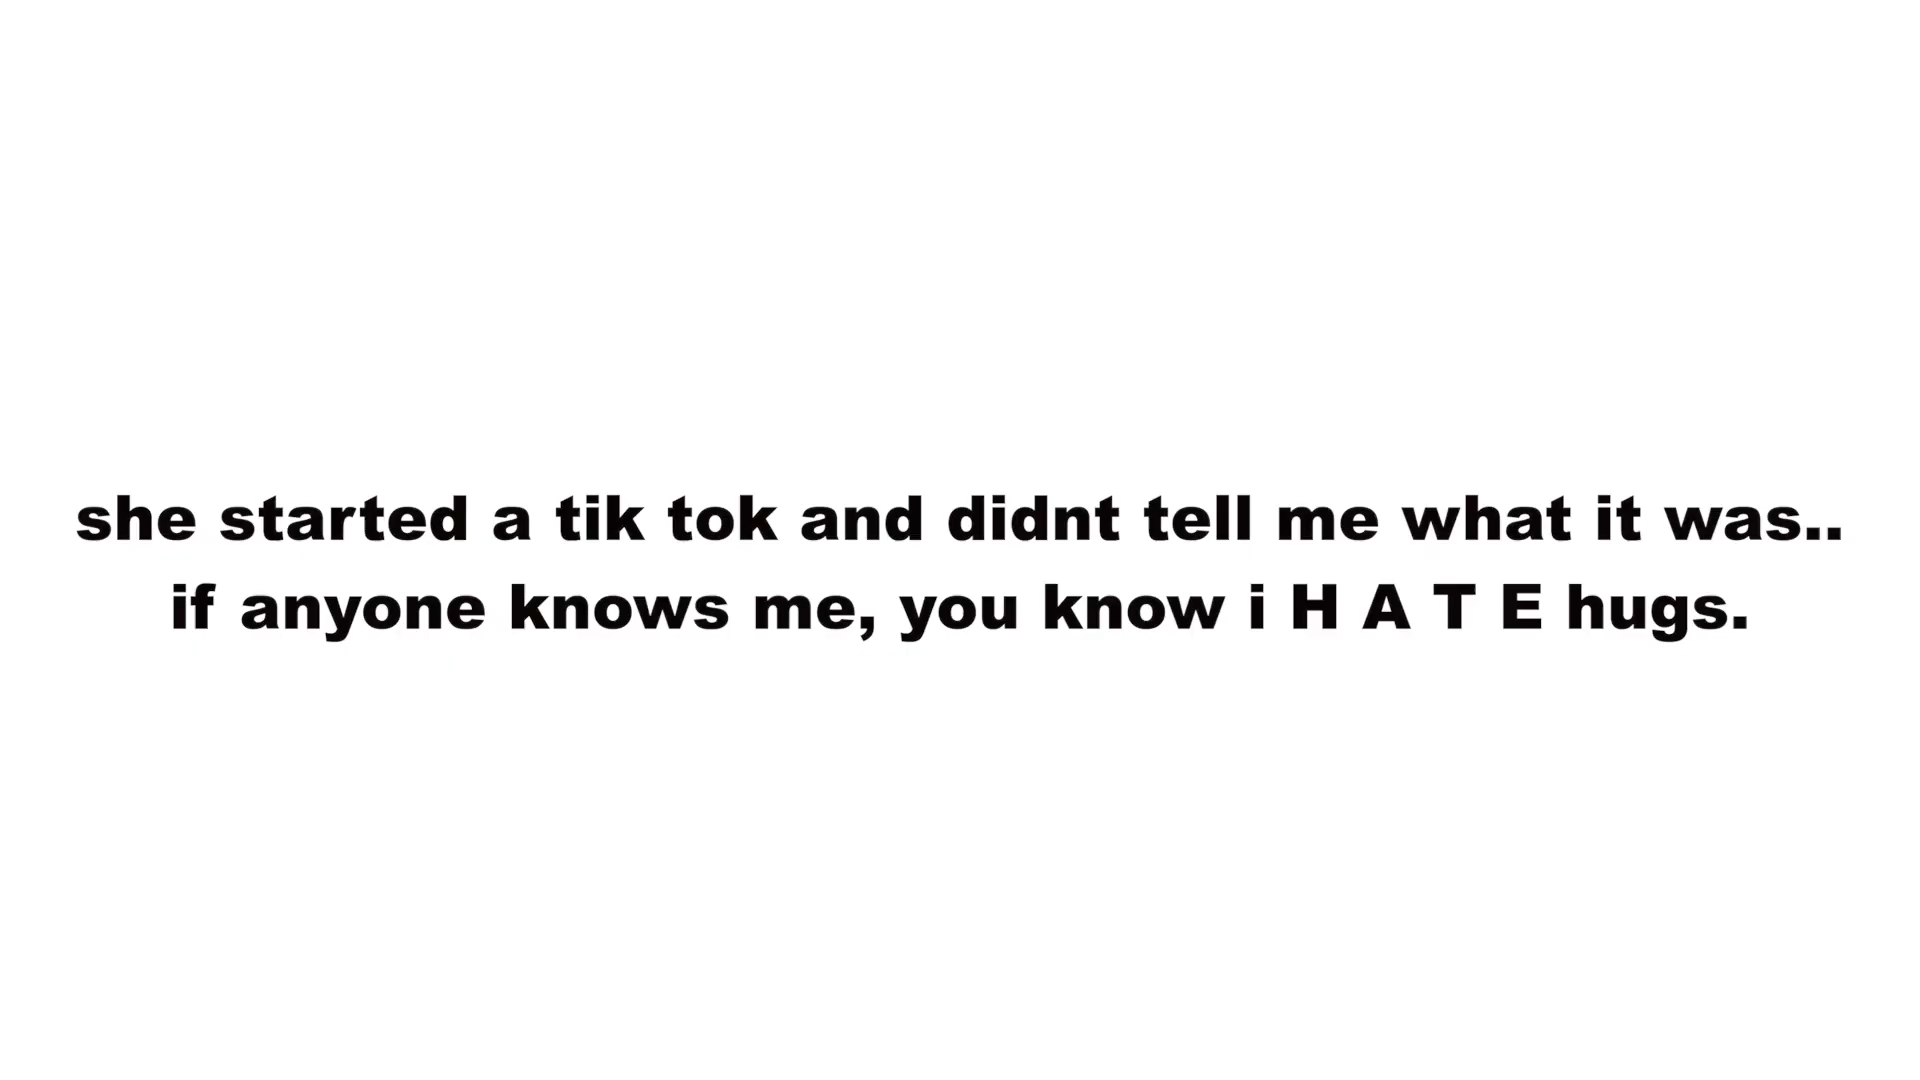 she started a tik tok and didnt tell me what it was..
if anyone knows me, you know i H A T E hugs.